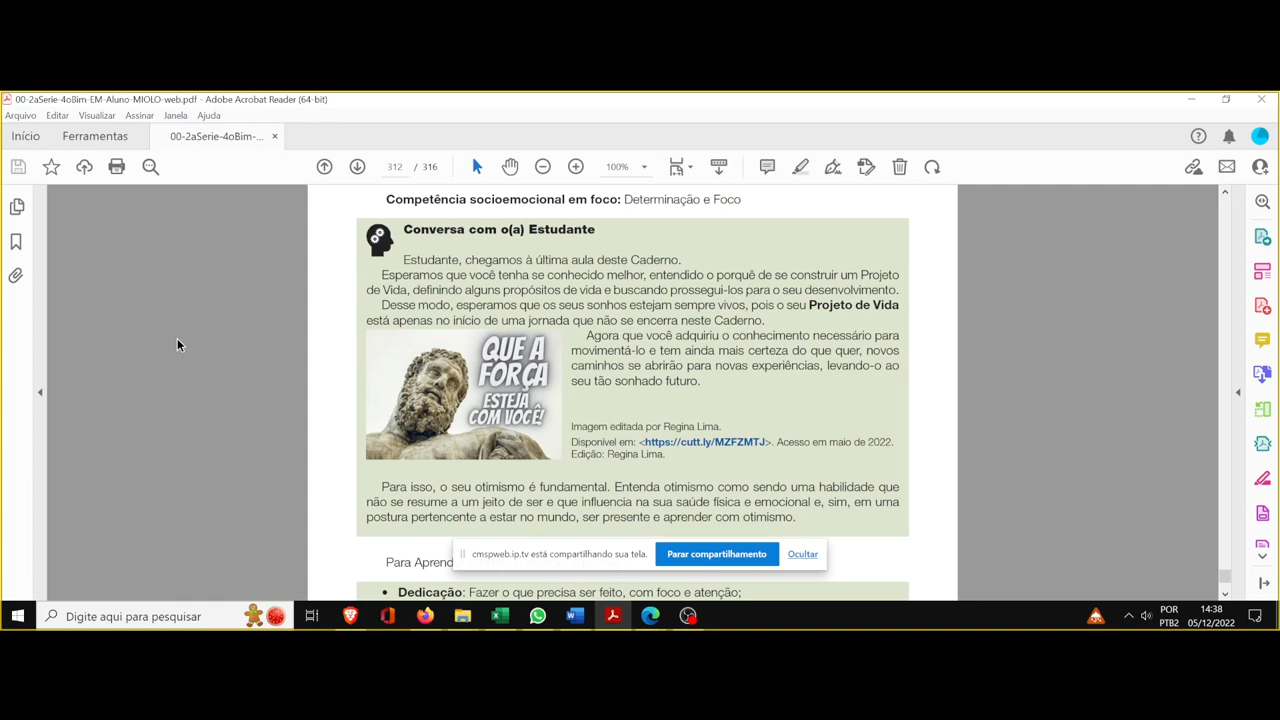 00-2aSerie-4oBim-EM-Aluno-MIOLO-web.pdf - Adobe Acrobat Reader (64-bit)
Arquivo Editar Visualizar Assinar Janela Ajuda
Início Ferramentas 00-2aSerie-4oBim-... ×
312 / 316 100%
Competência socioemocional em foco: Determinação e Foco
Conversa com o(a) Estudante
Estudante, chegamos à última aula deste Caderno.
Esperamos que você tenha se conhecido melhor, entendido o porquê de se construir um Projeto
de Vida, definindo alguns propósitos de vida e buscando prossegui-los para o seu desenvolvimento.
Desse modo, esperamos que os seus sonhos estejam sempre vivos, pois o seu Projeto de Vida
está apenas no início de uma jornada que não se encerra neste Caderno.
QUE A
FORÇA
ESTEJA
COM VOCÊ!
Agora que você adquiriu o conhecimento necessário para
movimentá-lo e tem ainda mais certeza do que quer, novos
caminhos se abrirão para novas experiências, levando-o ao
seu tão sonhado futuro.
Imagem editada por Regina Lima.
Disponível em: <https://cutt.ly/MZFZMTJ>. Acesso em maio de 2022.
Edição: Regina Lima.
Para isso, o seu otimismo é fundamental. Entenda otimismo como sendo uma habilidade que
não se resume a um jeito de ser e que influencia na sua saúde física e emocional e, sim, em uma
postura pertencente a estar no mundo, ser presente e aprender com otimismo.
cmspweb.ip.tv está compartilhando sua tela. Parar compartilhamento Ocultar
Para Aprend
• Dedicação: Fazer o que precisa ser feito, com foco e atenção;
Digite aqui para pesquisar
POR 14:38
PTB2 05/12/2022